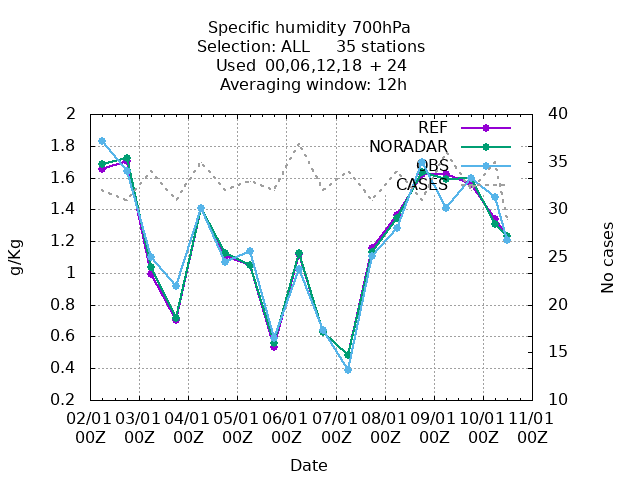 Specific humidity 700hPa
Selection: ALL 35 stations
Used 00,06,12,18 + 24
Averaging window: 12h
2 40
REF
1.8
NORADAR
1.6 35
OBS
CASES
1.4 30
1.2
1 25
0.8 20
0.6
0.4 15
0.2 10
g/Kg
No cases
02/01 03/01 04/01 05/01 06/01 07/01 08/01 09/01 10/01 11/01
00Z 00Z 00Z 00Z 00Z 00Z 00Z 00Z 00Z 00Z
Date